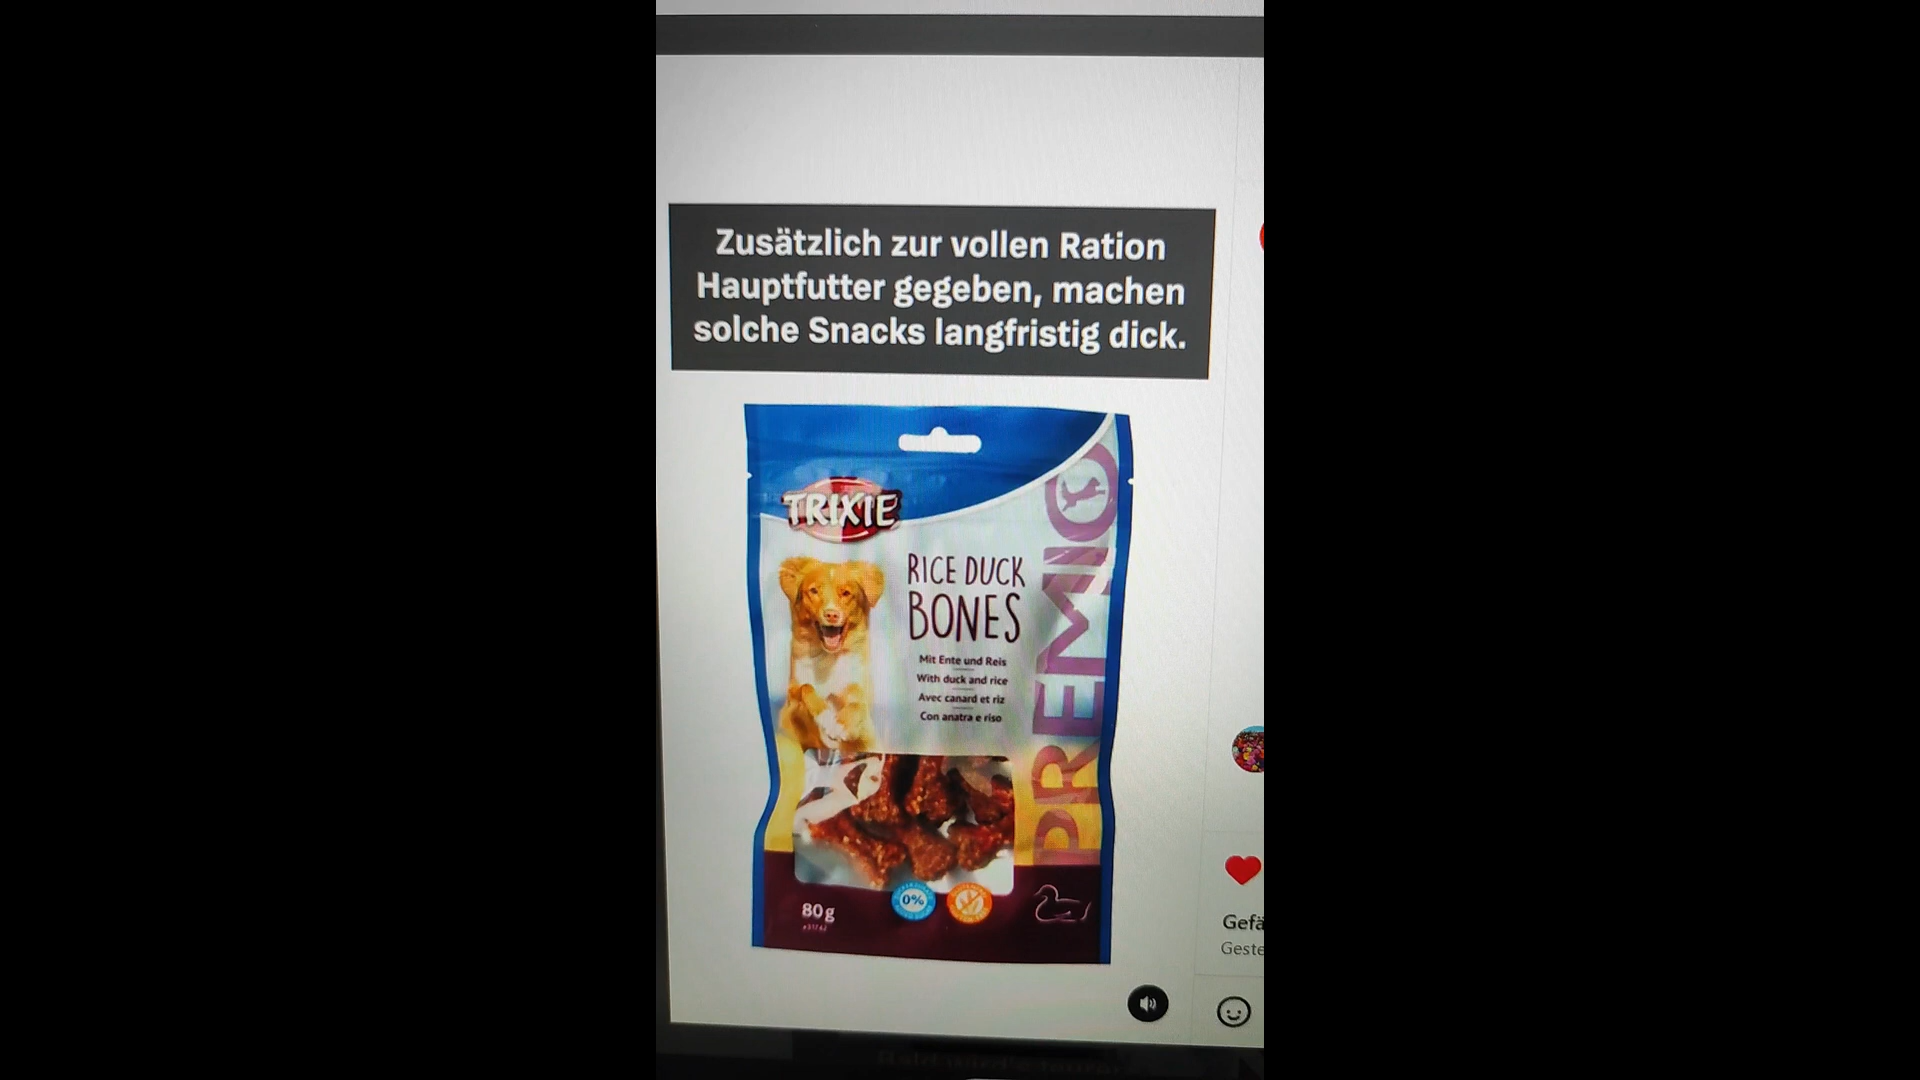 Zusätzlich zur vollen Ration
Hauptfutter gegeben, machen
solche Snacks langfristig dick.
TRIXIE
RICE DUCK
BONES
Mit Ente und Reis
With duck and rice
Avec canard et riz
Con anatra e riso
PREMIO
0%
80g
Gefä
Geste